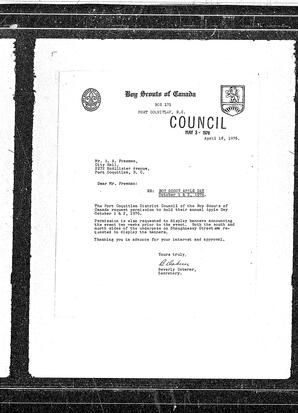 Boy Scouts of Canada
BOX 171
PORT COQUITLAM, B.C.
COUNCIL
MAY 3 - 1976
April 18, 1976.
Mr. Freeman,
City Hall,
2272 McAllister Avenue,
Port Coquitlam, B. C.
Dear Mr. Freeman:
RE: BOY SCOUT APPLE DAY
October 1 & 2, 1976.
The Port Coquitlam District Council of the Boy Scouts of
Canada request permission to hold their annual Apple Day
October 1 & 2, 1976.
Permission is also requested to display banners announcing
the event two weeks prior to the event. Both the south and
north sides of the underpass on Shaughnessy Street are re-
quested to display the banners.
Thanking you in advance for your interest and approval.
Yours truly,
Beverly
Secretary.